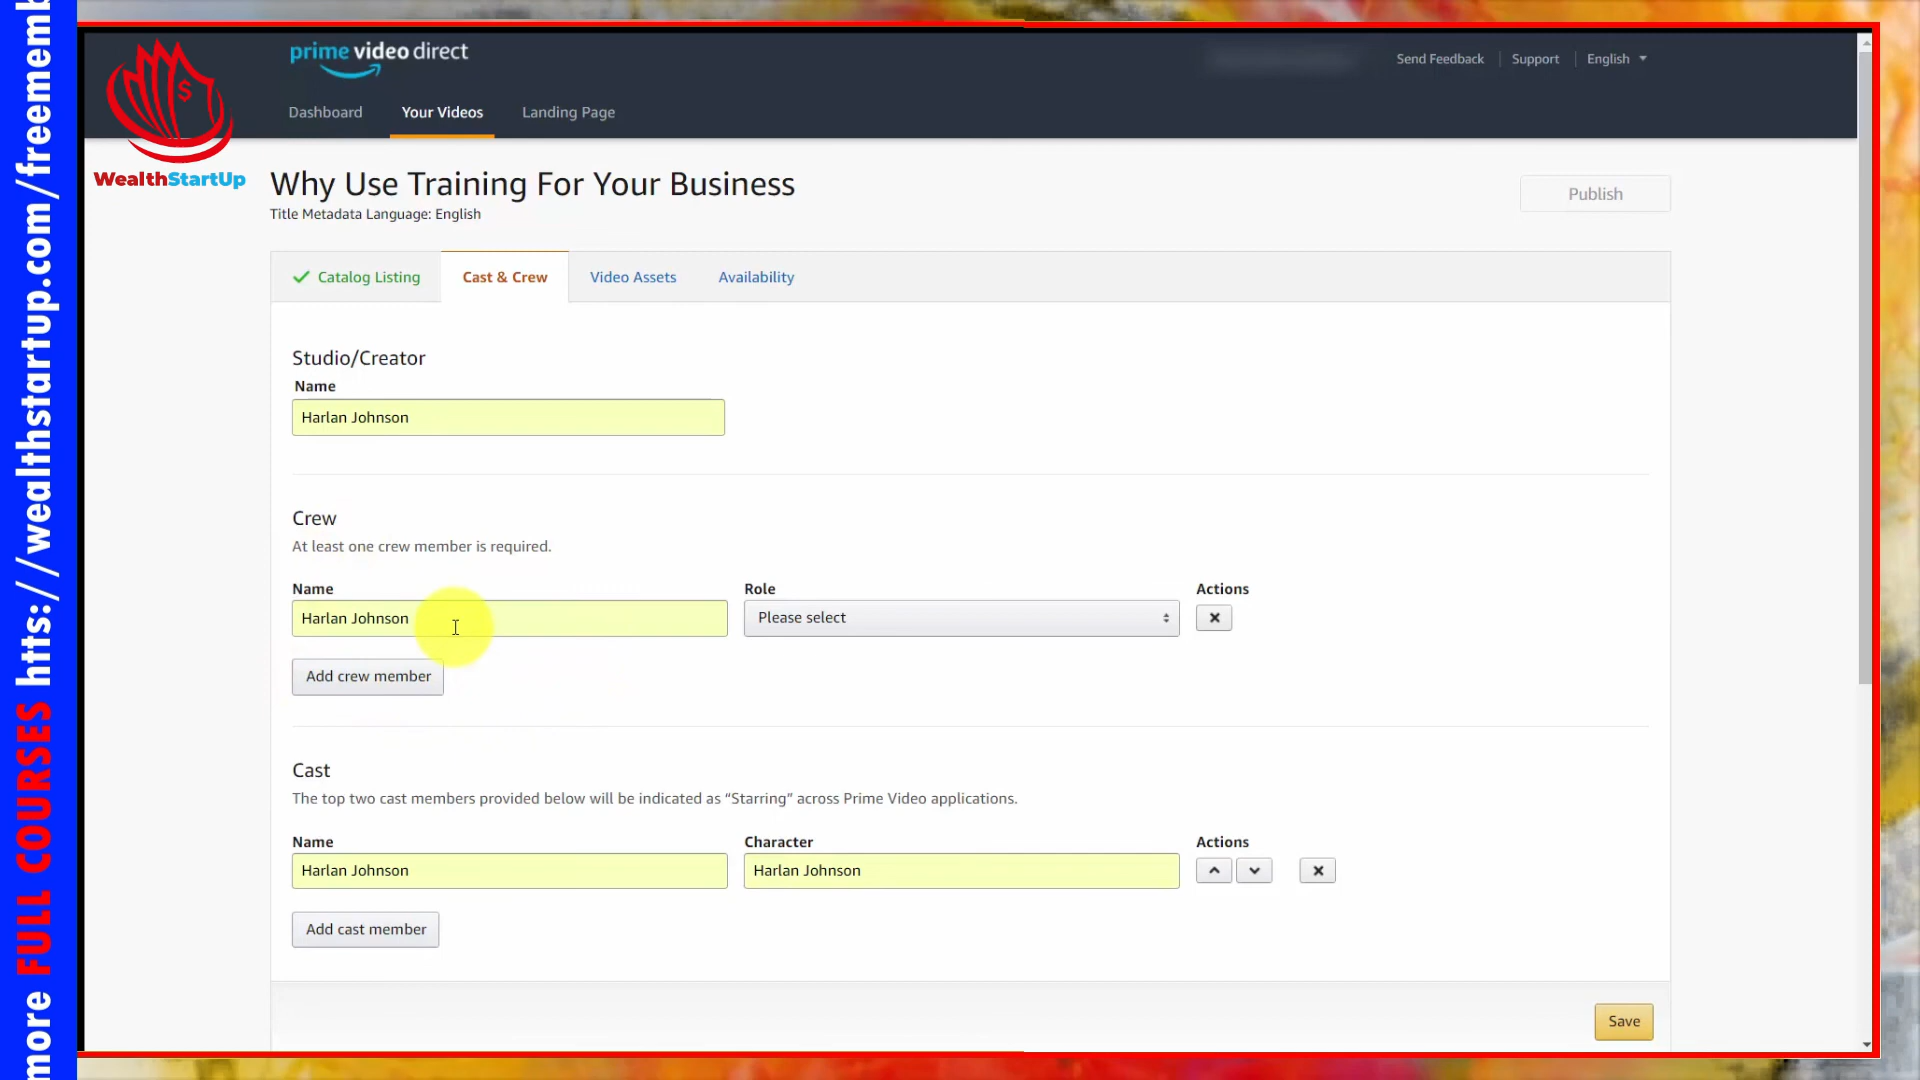 more FULL COURSES htts://wealthstartup.com/freememb
$
WealthStartUp
prime video direct
Send Feedback
Support
English
Dashboard
Your Videos
Landing Page
Why Use Training For Your Business
Title Metadata Language: English
Publish
Catalog Listing
Cast & Crew
Video Assets
Availability
Studio/Creator
Name
Harlan Johnson
Crew
At least one crew member is required.
Name
Role
Actions
Harlan Johnson
Please select
Add crew member
Cast
The top two cast members provided below will be indicated as “Starring” across Prime Video applications.
Name
Character
Actions
Harlan Johnson
Harlan Johnson
Add cast member
Save